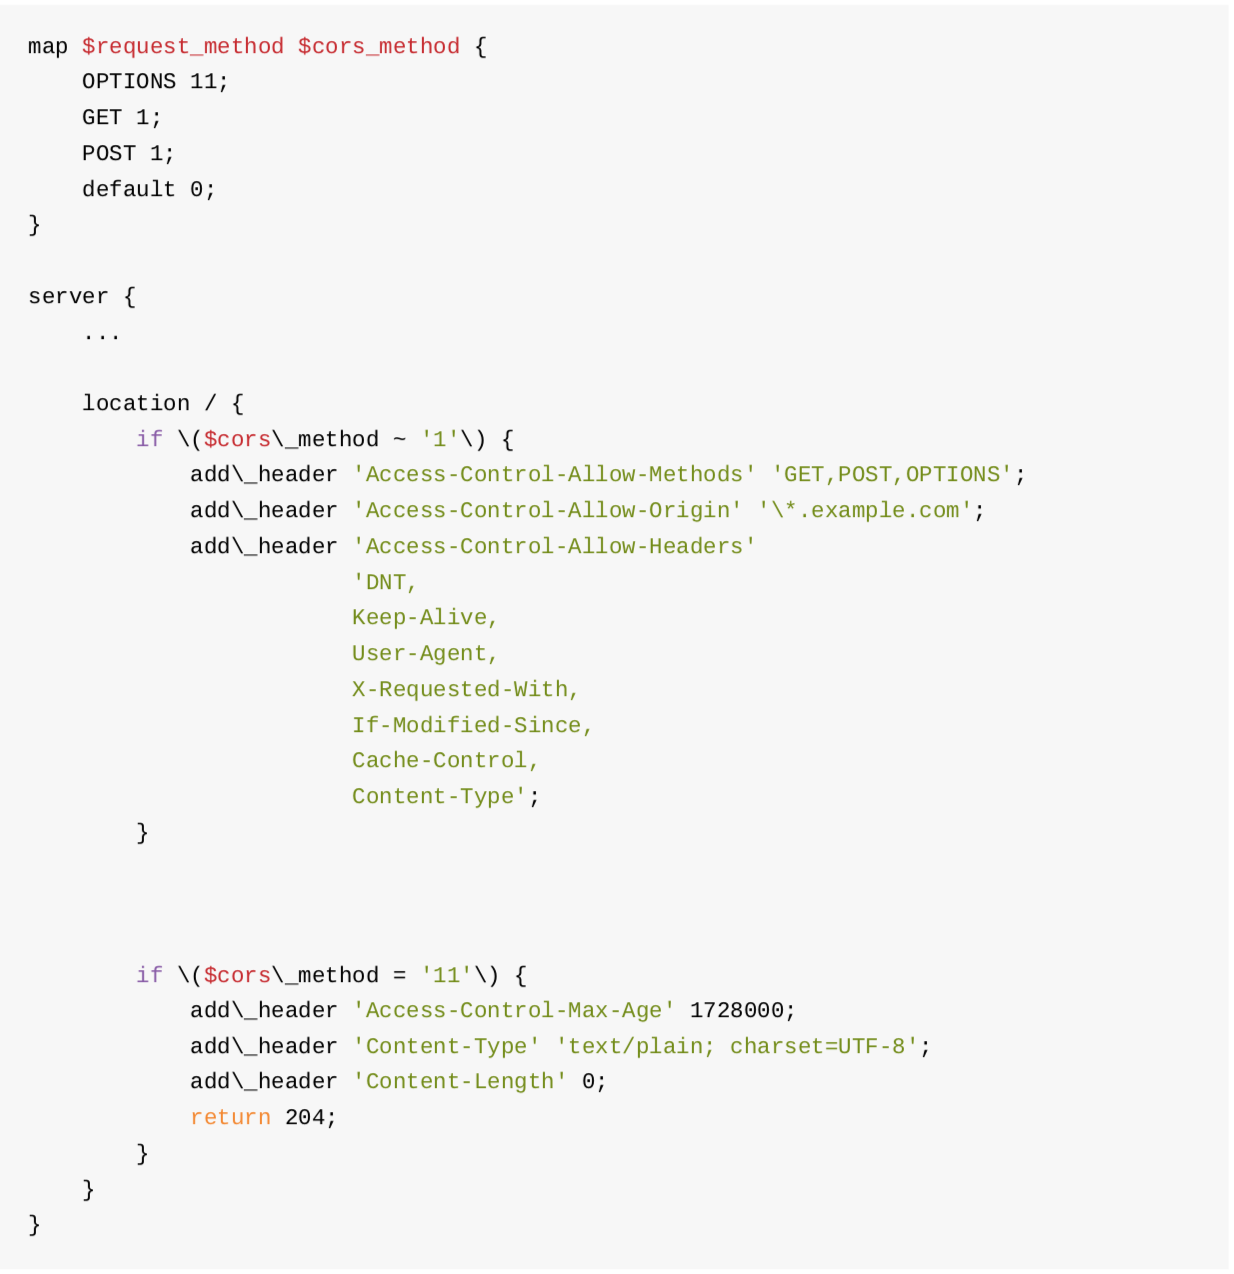 map $request_method $cors_method {
    OPTIONS 11;
    GET 1;
    POST 1;
    default 0;
}

server {
    ...

    location / {
        if \($cors\_method ~ '1'\) {
            add\_header 'Access-Control-Allow-Methods' 'GET,POST,OPTIONS';
            add\_header 'Access-Control-Allow-Origin' '\*.example.com';
            add\_header 'Access-Control-Allow-Headers'
                        'DNT,
                        Keep-Alive,
                        User-Agent,
                        X-Requested-With,
                        If-Modified-Since,
                        Cache-Control,
                        Content-Type';
        }

        if \($cors\_method = '11'\) {
            add\_header 'Access-Control-Max-Age' 1728000;
            add\_header 'Content-Type' 'text/plain; charset=UTF-8';
            add\_header 'Content-Length' 0;
            return 204;
        }
    }
}